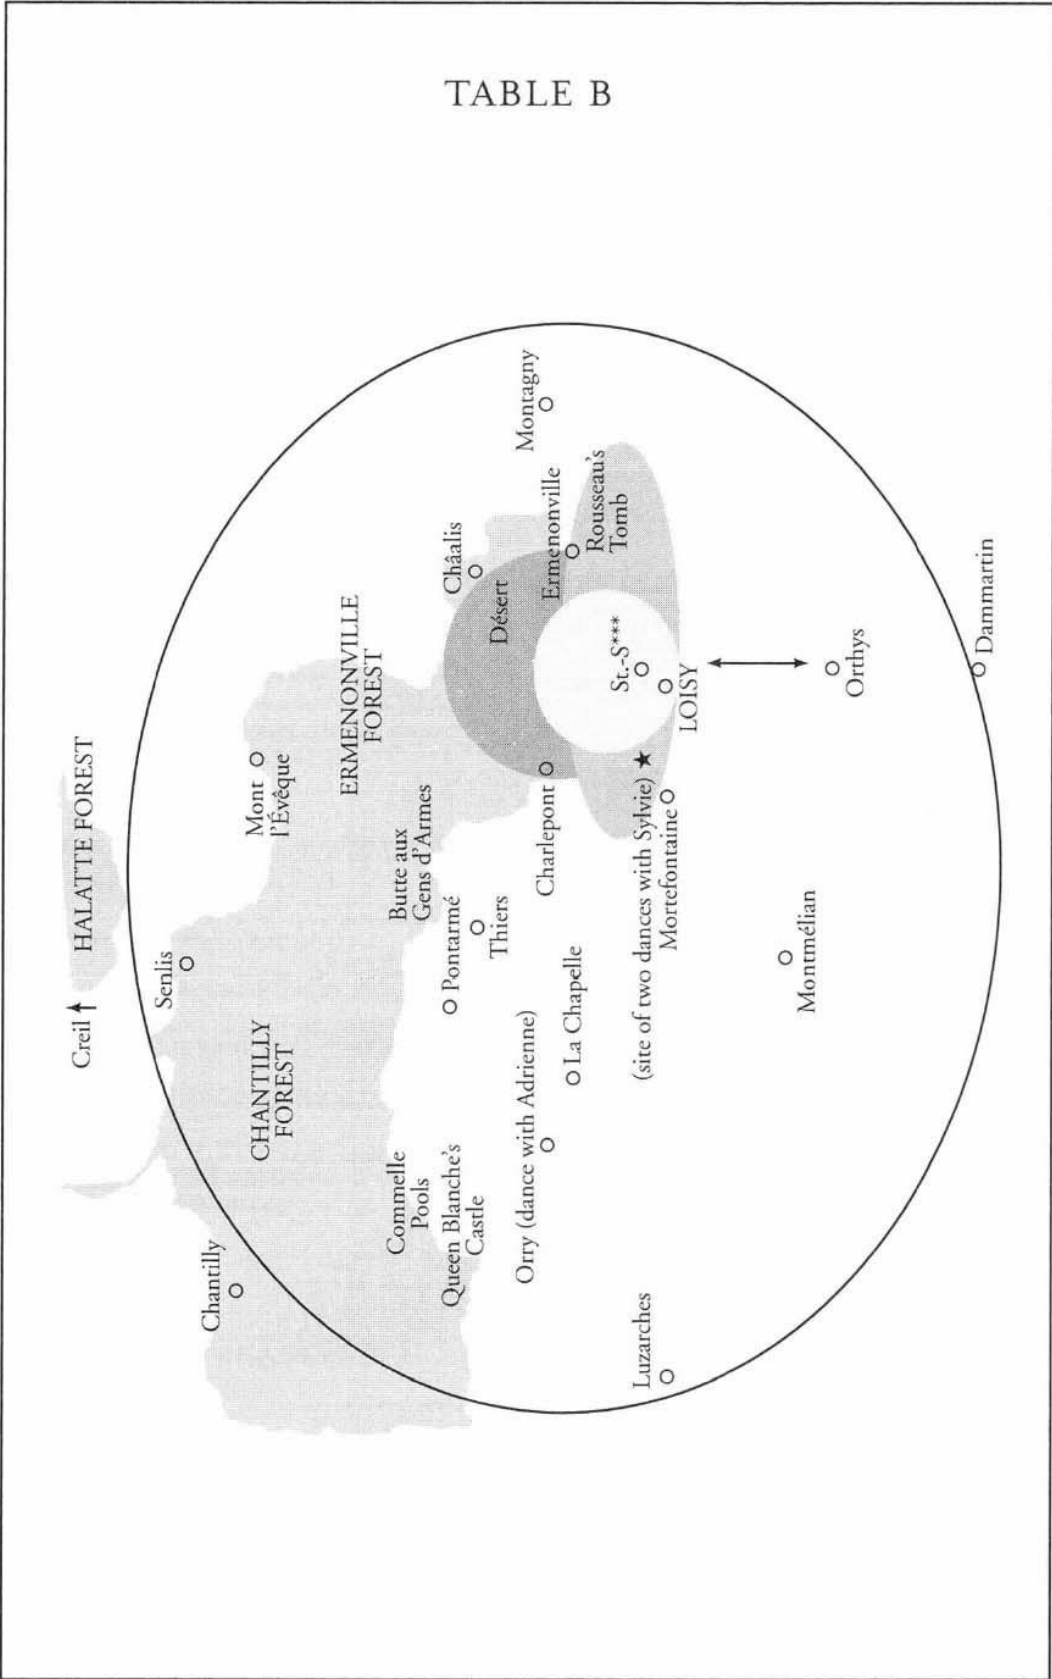 TABLE B
Creil
HALATTE FOREST
Senlis
Chantilly
CHANTILLY
FOREST
Mont
l'Évêque
ERMENONVILLE
FOREST
Butte aux
Gens d'Armes
Commelle
Pools
Queen Blanche's
Castle
Pontarmé
Thiers
Châalis
Désert
Montagny
Ermenonville
Rousseau's
Tomb
Orry (dance with Adrienne)
La Chapelle
Charlepont
St.-S***
LOISY
(site of two dances with Sylvie)
Mortefontaine
Luzarches
Montmélian
Orthys
Dammartin